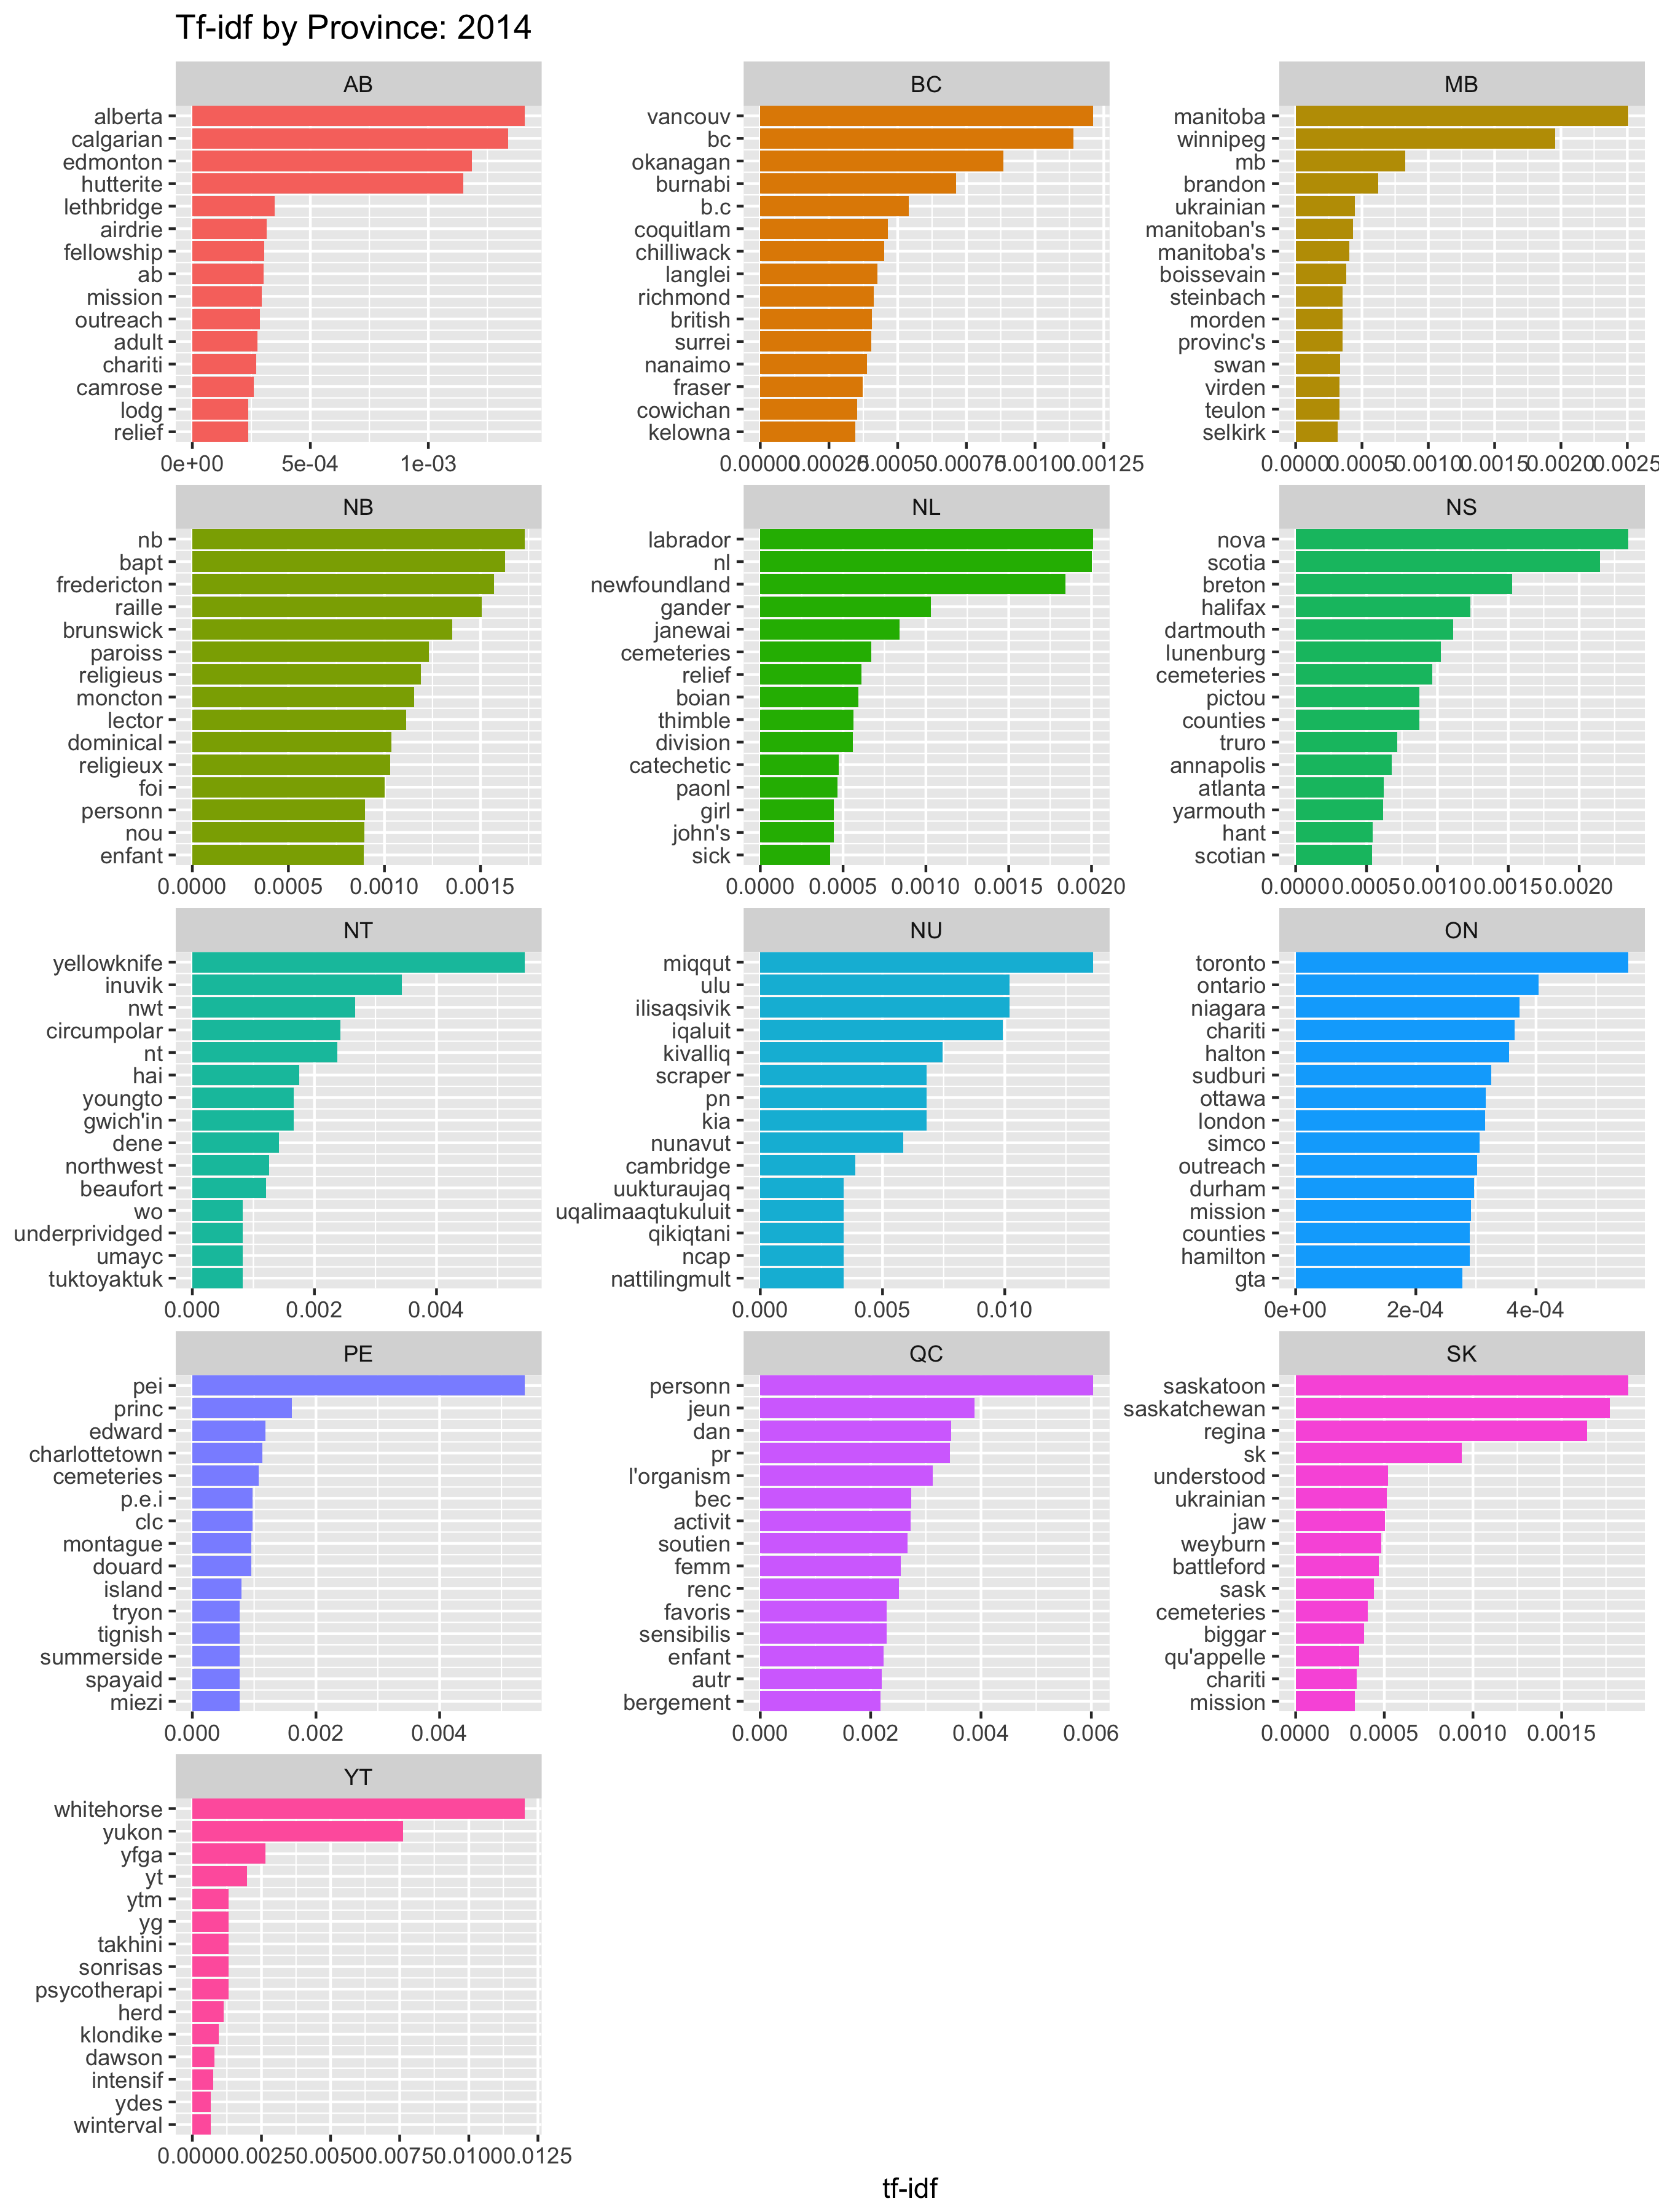 Tf-idf by Province: 2014
AB
alberta
calgarian
edmonton
hutterite
lethbridge
airdrie
fellowship
ab
mission
outreach
adult
chariti
camrose
lodg
relief
0e+00 5e-04 1e-03
BC
vancouv
bc
okanagan
burnabi
b.c
coquitlam
chilliwack
langlei
richmond
british
surrei
nanaimo
fraser
cowichan
kelowna
0.00000 0.00025 0.00050 0.00075 0.00100 0.00125
MB
manitoba
winnipeg
mb
brandon
ukrainian
manitoban's
manitoba's
boissevain
steinbach
morden
provinc's
swan
virden
teulon
selkirk
0.0000 0.0005 0.0010 0.0015 0.0020 0.0025
NB
nb
bapt
fredericton
raille
brunswick
paroiss
religieus
moncton
lector
dominical
religieux
foi
personn
nou
enfant
0.0000 0.0005 0.0010 0.0015
NL
labrador
nl
newfoundland
gander
janewai
cemeteries
relief
boian
thimble
division
catechetic
paonl
girl
john's
sick
0.0000 0.0005 0.0010 0.0015 0.0020
NS
nova
scotia
breton
halifax
dartmouth
lunenburg
cemeteries
pictou
counties
truro
annapolis
atlanta
yarmouth
hant
scotian
0.0000 0.0005 0.0010 0.0015 0.0020
NT
yellowknife
inuvik
nwt
circumpolar
nt
hai
youngto
gwich'in
dene
northwest
beaufort
wo
underprividged
umayc
tuktoyaktuk
0.000 0.002 0.004
NU
miqqut
ulu
ilisaqsivik
iqaluit
kivalliq
scraper
pn
kia
nunavut
cambridge
uukturaujaq
uqalimaaqtukuluit
qikiqtani
ncap
nattilingmult
0.000 0.005 0.010
ON
toronto
ontario
niagara
chariti
halton
sudburi
ottawa
london
simco
outreach
durham
mission
counties
hamilton
gta
0e+00 2e-04 4e-04
PE
pei
princ
edward
charlottetown
cemeteries
p.e.i
clc
montague
douard
island
tryon
tignish
summerside
spayaid
miezi
0.000 0.002 0.004
QC
personn
jeun
dan
pr
l'organism
bec
activit
soutien
femm
renc
favoris
sensibilis
enfant
autr
bergement
0.000 0.002 0.004 0.006
SK
saskatoon
saskatchewan
regina
sk
understood
ukrainian
jaw
weyburn
battleford
sask
cemeteries
biggar
qu'appelle
chariti
mission
0.0000 0.0005 0.0010 0.0015
YT
whitehorse
yukon
yfga
yt
ytm
yg
takhini
sonrisas
psycotherapi
herd
klondike
dawson
intensif
ydes
winterval
0.0000 0.0025 0.0050 0.0075 0.0100 0.0125
tf-idf